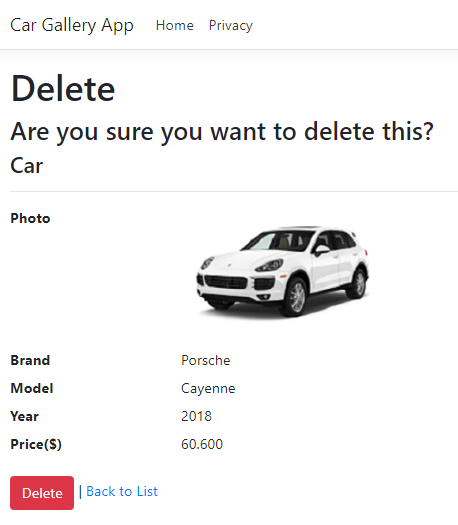 Car Gallery App Home Privacy
Delete
Are you sure you want to delete this?
Car
Photo
Brand Porsche
Model Cayenne
Year 2018
Price($) 60.600
Delete | Back to List